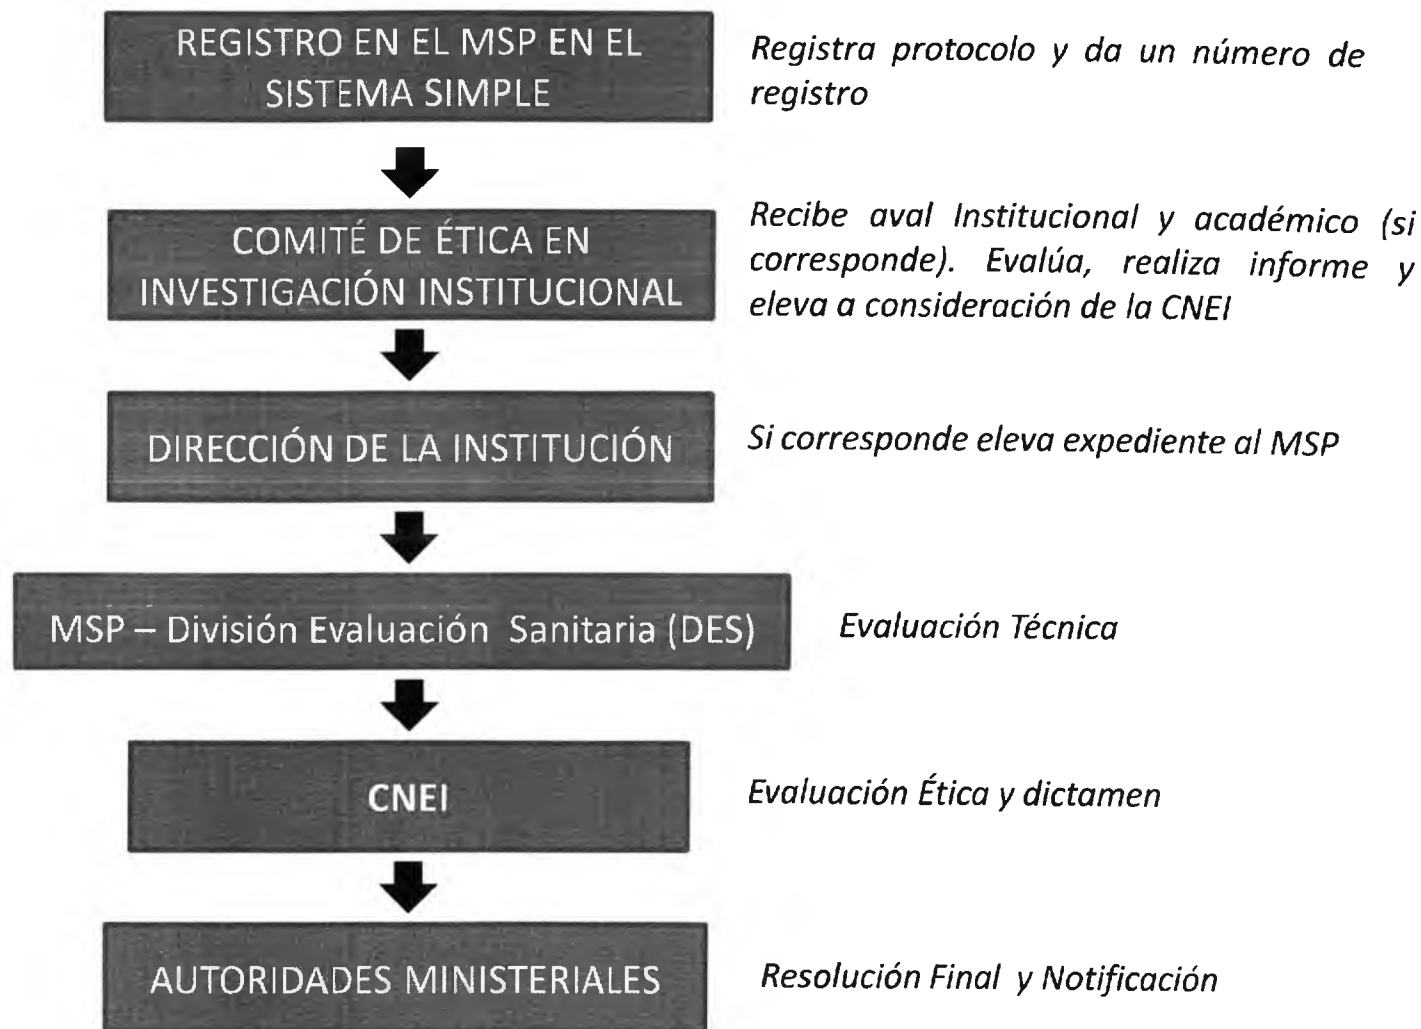 REGISTRO EN EL MSP EN EL
SISTEMA SIMPLE
Registra protocolo y da un número de
registro
COMITÉ DE ÉTICA EN
INVESTIGACIÓN INSTITUCIONAL
Recibe aval Institucional y académico (si
corresponde). Evalúa, realiza informe y
eleva a consideración de la CNEI
DIRECCIÓN DE LA INSTITUCIÓN
Si corresponde eleva expediente al MSP
MSP – División Evaluación Sanitaria (DES)
Evaluación Técnica
CNEI
Evaluación Ética y dictamen
AUTORIDADES MINISTERIALES
Resolución Final y Notificación